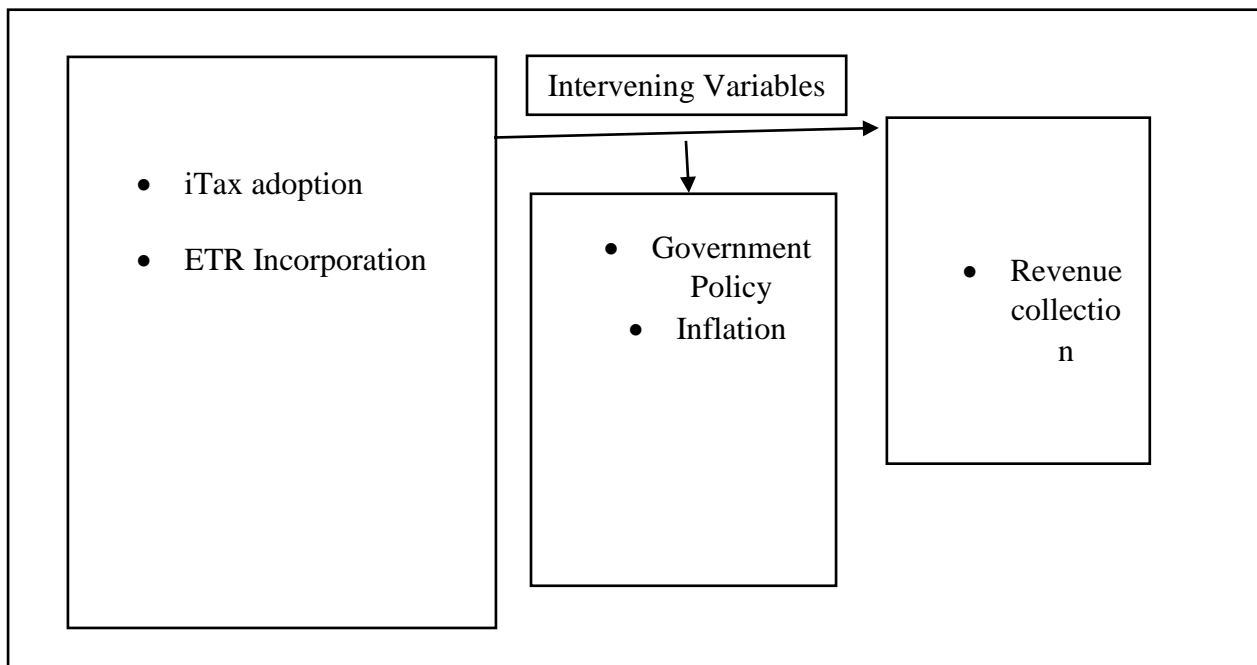 Intervening Variables
• iTax adoption
• ETR Incorporation
• Government
Policy
• Inflation
• Revenue
collectio
n